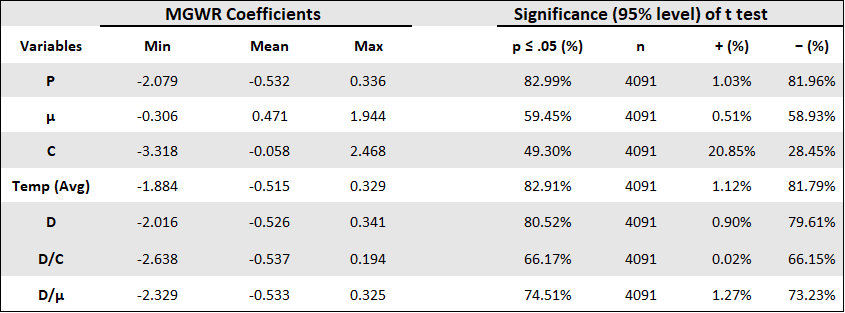 MGWR Coefficients Significance (95% level) of t test
Variables Min Mean Max p ≤ .05 (%) n + (%) − (%)
P -2.079 -0.532 0.336 82.99% 4091 1.03% 81.96%
μ -0.306 0.471 1.944 59.45% 4091 0.51% 58.93%
C -3.318 -0.058 2.468 49.30% 4091 20.85% 28.45%
Temp (Avg) -1.884 -0.515 0.329 82.91% 4091 1.12% 81.79%
D -2.016 -0.526 0.341 80.52% 4091 0.90% 79.61%
D/C -2.638 -0.537 0.194 66.17% 4091 0.02% 66.15%
D/μ -2.329 -0.533 0.325 74.51% 4091 1.27% 73.23%